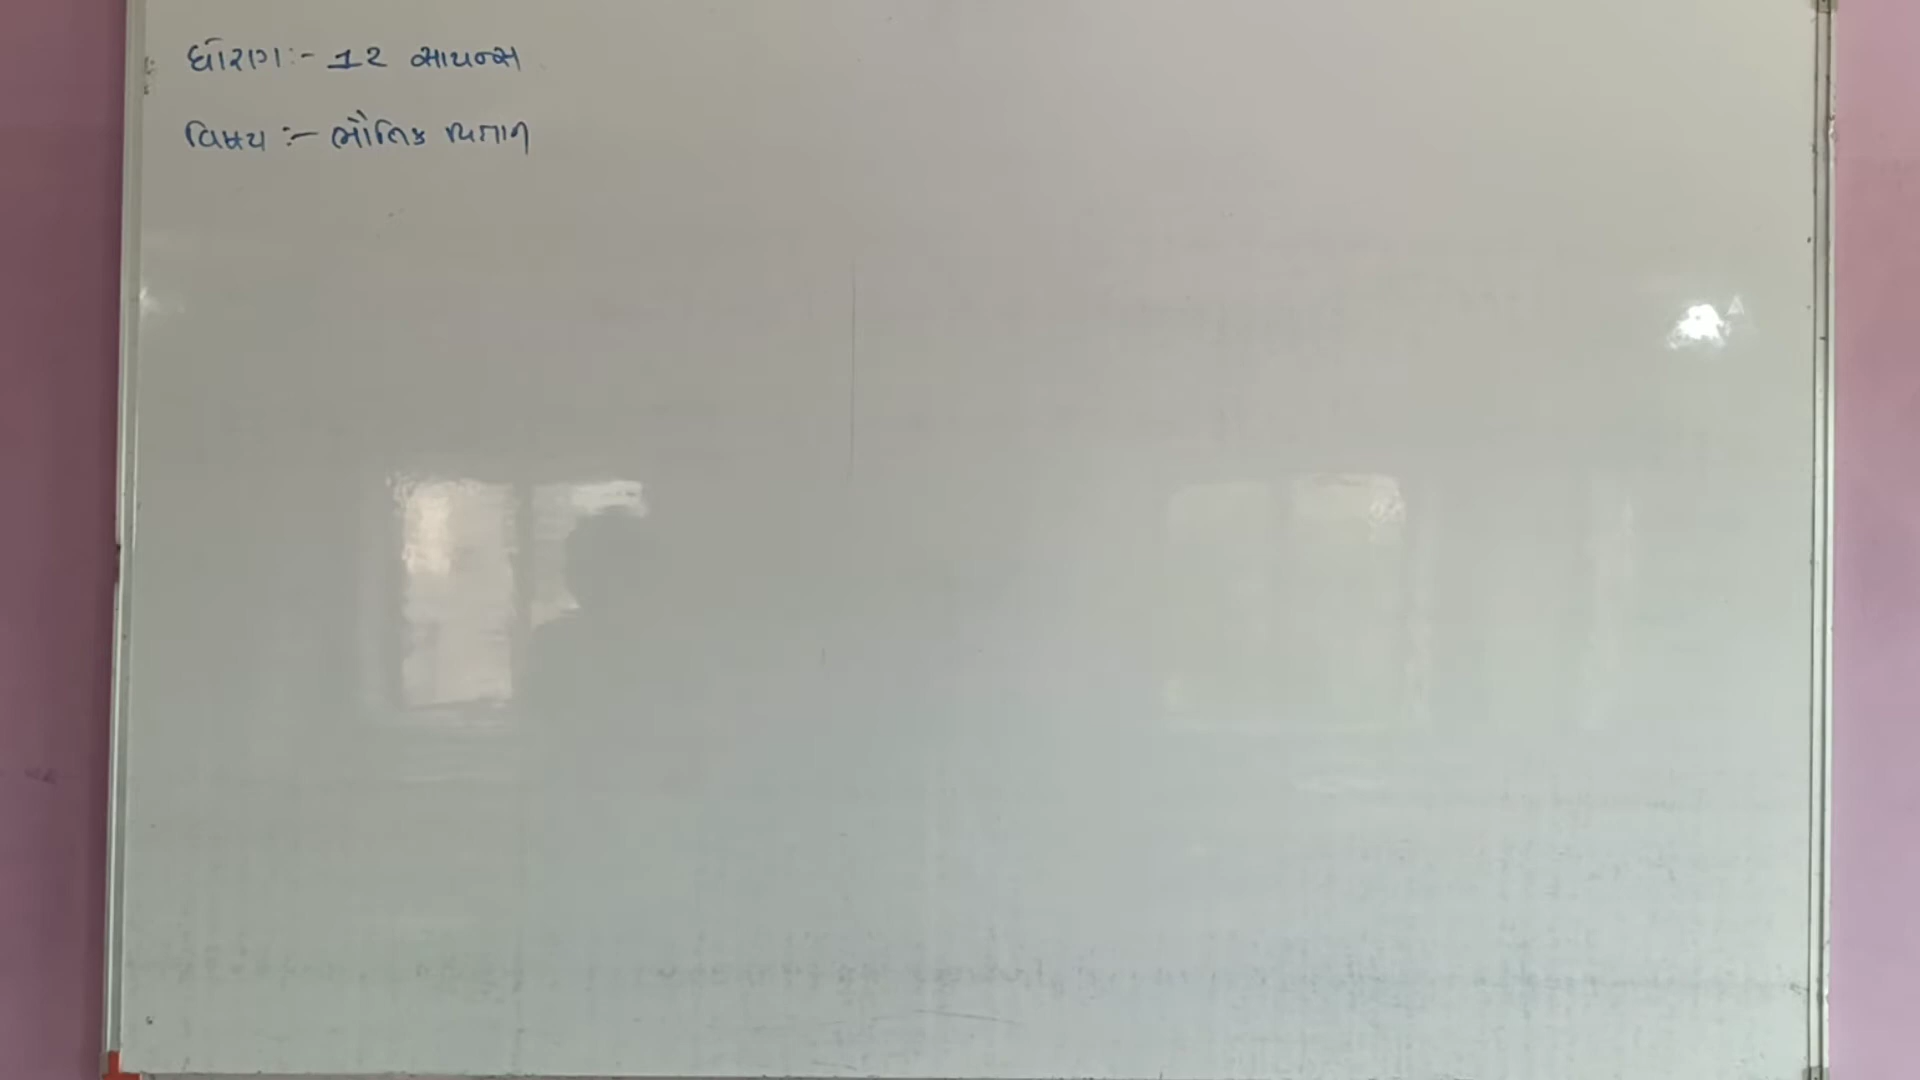 ધોરણ :- 12 સાયન્સ
વિષય :- ભૌતિક વિજ્ઞાન